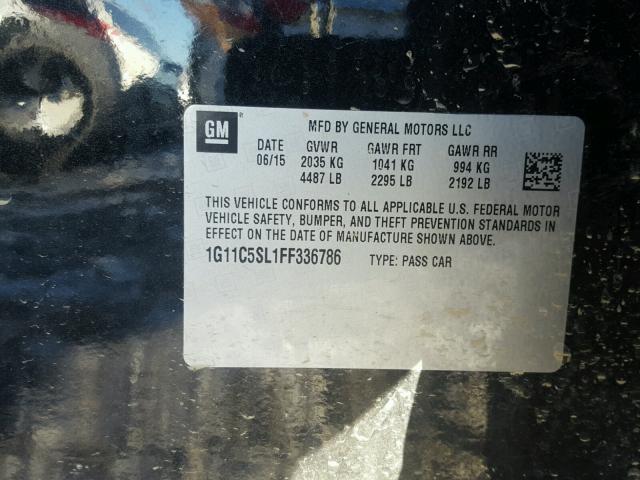 GM ® MFD BY GENERAL MOTORS LLC
DATE GVWR GAWR FRT GAWR RR
06/15 2035 KG 1041 KG 994 KG
4487 LB 2295 LB 2192 LB
THIS VEHICLE CONFORMS TO ALL APPLICABLE U.S. FEDERAL MOTOR
VEHICLE SAFETY, BUMPER, AND THEFT PREVENTION STANDARDS IN
EFFECT ON THE DATE OF MANUFACTURE SHOWN ABOVE.
1G11C5SL1FF336786 TYPE: PASS CAR